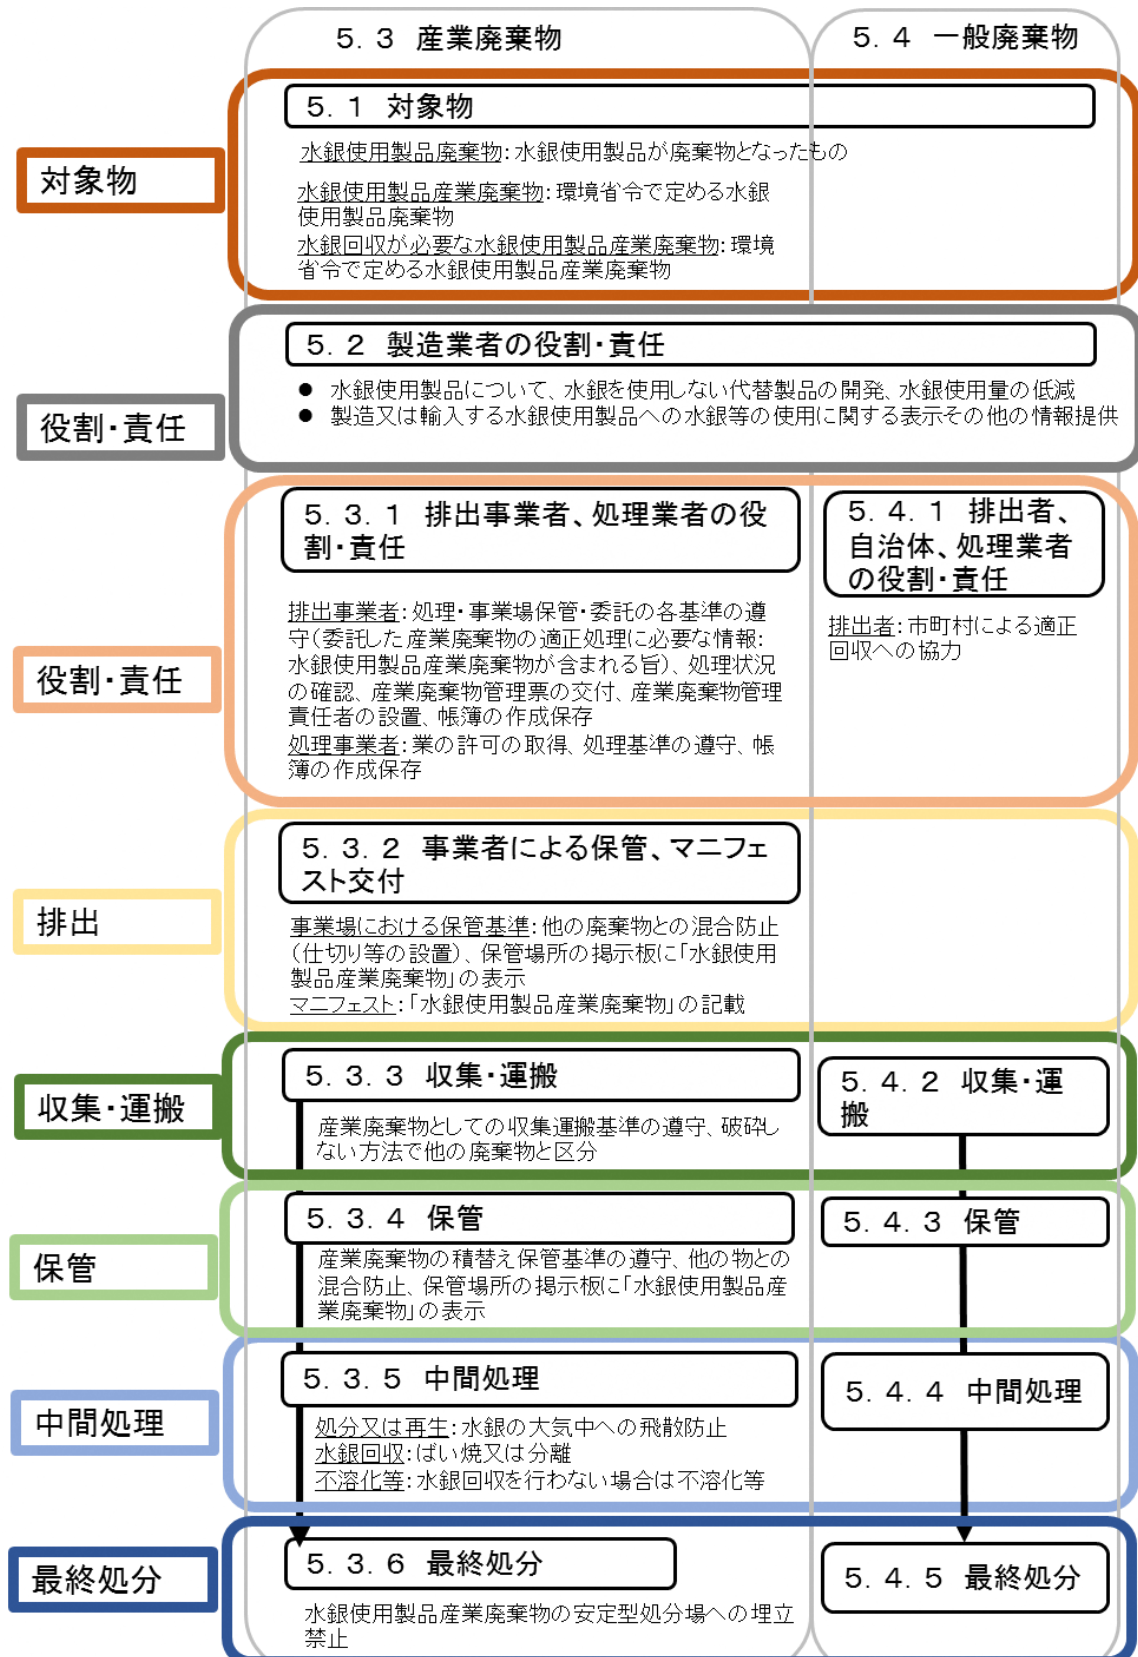 5.3 産業廃棄物
5.4 一般廃棄物
対象物
5.1 対象物
水銀使用製品廃棄物:水銀使用製品が廃棄物となったもの
水銀使用製品産業廃棄物:環境省令で定める水銀
使用製品廃棄物
水銀回収が必要な水銀使用製品産業廃棄物:環境
省令で定める水銀使用製品産業廃棄物
役割・責任
5.2 製造業者の役割・責任
● 水銀使用製品について、水銀を使用しない代替製品の開発、水銀使用量の低減
● 製造又は輸入する水銀使用製品への水銀等の使用に関する表示その他の情報提供
役割・責任
5.3.1 排出事業者、処理業者の役
割・責任
排出事業者:処理・事業場保管・委託の各基準の遵
守(委託した産業廃棄物の適正処理に必要な情報:
水銀使用製品産業廃棄物が含まれる旨)、処理状況
の確認、産業廃棄物管理票の交付、産業廃棄物管理
責任者の設置、帳簿の作成保存
処理事業者:業の許可の取得、処理基準の遵守、帳
簿の作成保存
5.4.1 排出者、
自治体、処理業者
の役割・責任
排出者:市町村による適正
回収への協力
排出
5.3.2 事業者による保管、マニフェ
スト交付
事業場における保管基準:他の廃棄物との混合防止
(仕切り等の設置)、保管場所の掲示板に「水銀使用
製品産業廃棄物」の表示
マニフェスト:「水銀使用製品産業廃棄物」の記載
収集・運搬
5.3.3 収集・運搬
産業廃棄物としての収集運搬基準の遵守、破砕し
ない方法で他の廃棄物と区分
5.4.2 収集・運
搬
保管
5.3.4 保管
産業廃棄物の積替え保管基準の遵守、他の物との
混合防止、保管場所の掲示板に「水銀使用製品産
業廃棄物」の表示
5.4.3 保管
中間処理
5.3.5 中間処理
処分又は再生:水銀の大気中への飛散防止
水銀回収:ばい焼又は分離
不溶化等:水銀回収を行わない場合は不溶化等
5.4.4 中間処理
最終処分
5.3.6 最終処分
水銀使用製品産業廃棄物の安定型処分場への埋立
禁止
5.4.5 最終処分